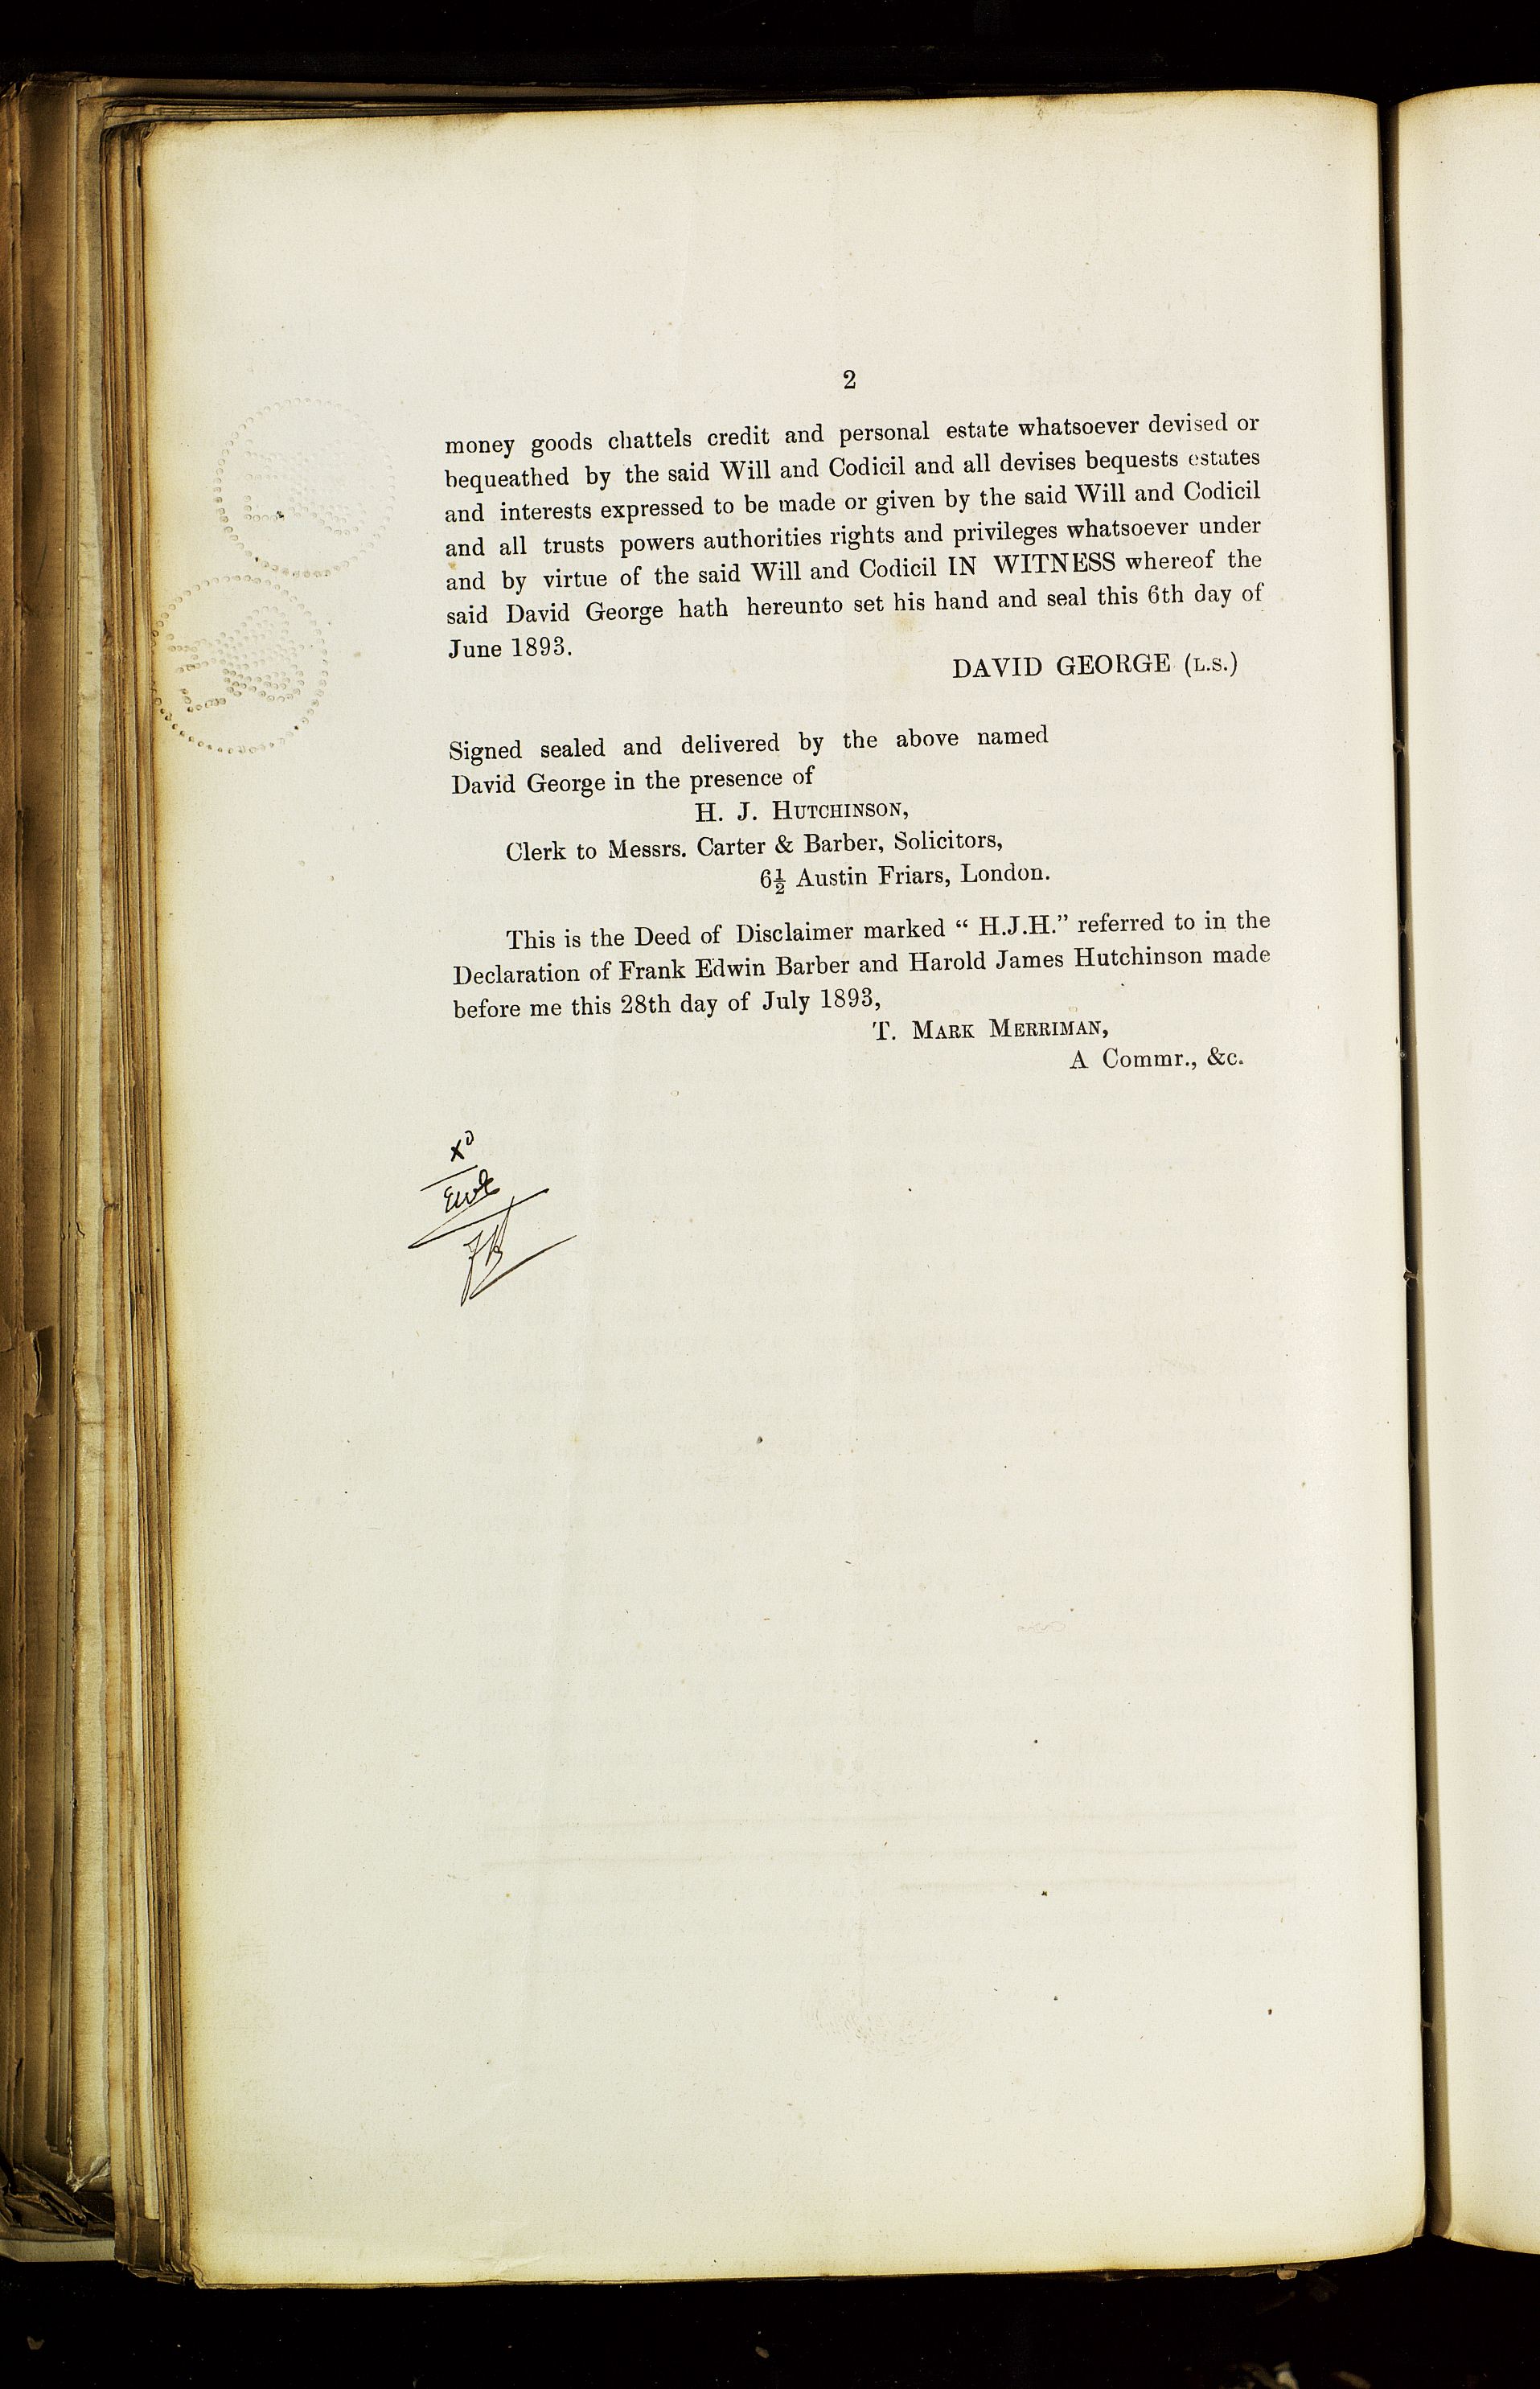 2
money goods chattels credit and personal estate whatsoever devised or
bequeathed by the said Will and Codicil and all devises bequests estates
and interests expressed to be made or given by the said Will and Codicil
and all trusts powers authorities rights and privileges whatsoever under
and by virtue of the said Will and Codicil IN WITNESS whereof the
said David George hath hereunto set his hand and seal this 6th day of
June 1893.
DAVID GEORGE (L.S.)
Signed sealed and delivered by the above named
David George in the presence of
H. J. HUTCHINSON,
Clerk to Messrs. Carter & Barber, Solicitors,
6½ Austin Friars, London.
This is the Deed of Disclaimer marked “ H.J.H.” referred to in the
Declaration of Frank Edwin Barber and Harold James Hutchinson made
before me this 28th day of July 1893,
T. MARK MERRIMAN,
A Commr., &c.